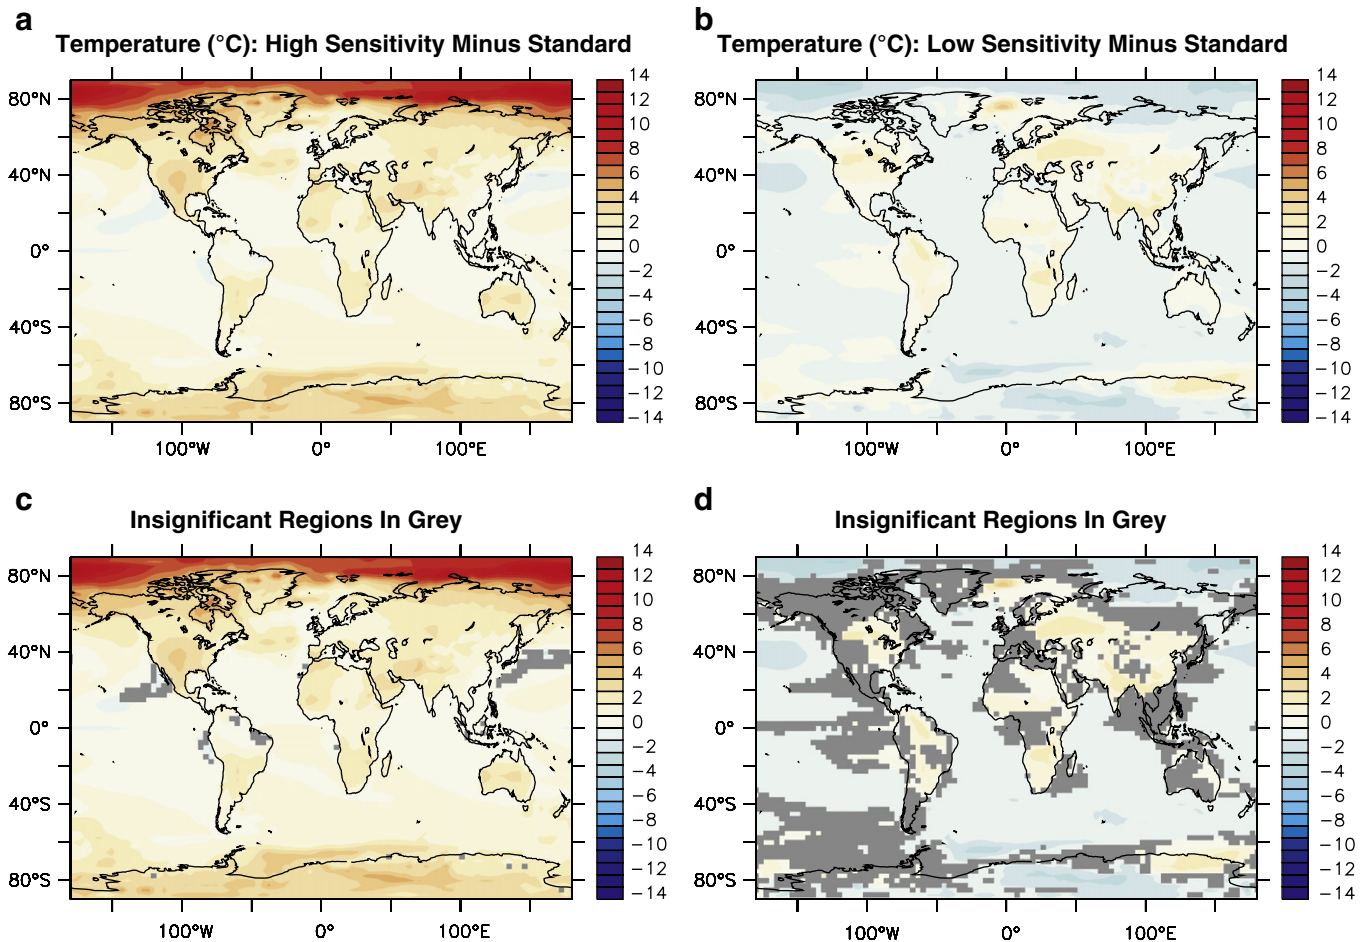 a
Temperature (°C): High Sensitivity Minus Standard
80°N
40°N
0°
40°S
80°S
100°W
0°
100°E
14
12
10
8
6
4
2
0
−2
−4
−6
−8
−10
−12
−14
b
Temperature (°C): Low Sensitivity Minus Standard
80°N
40°N
0°
40°S
80°S
100°W
0°
100°E
14
12
10
8
6
4
2
0
−2
−4
−6
−8
−10
−12
−14
c
Insignificant Regions In Grey
80°N
40°N
0°
40°S
80°S
100°W
0°
100°E
14
12
10
8
6
4
2
0
−2
−4
−6
−8
−10
−12
−14
d
Insignificant Regions In Grey
80°N
40°N
0°
40°S
80°S
100°W
0°
100°E
14
12
10
8
6
4
2
0
−2
−4
−6
−8
−10
−12
−14